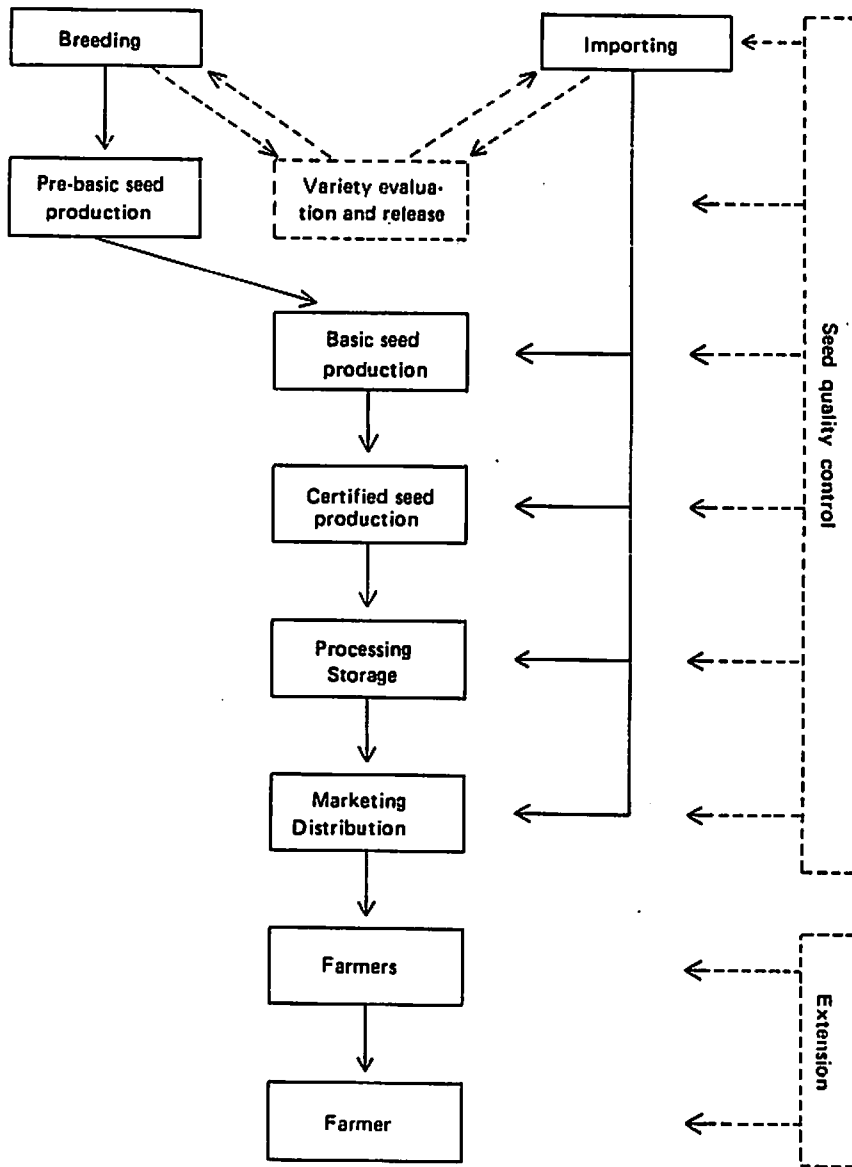 Breeding
Importing
Pre-basic seed
production
Variety evalua-
tion and release
Basic seed
production
Certified seed
production
Processing
Storage
Marketing
Distribution
Farmers
Farmer
Seed quality control
Extension